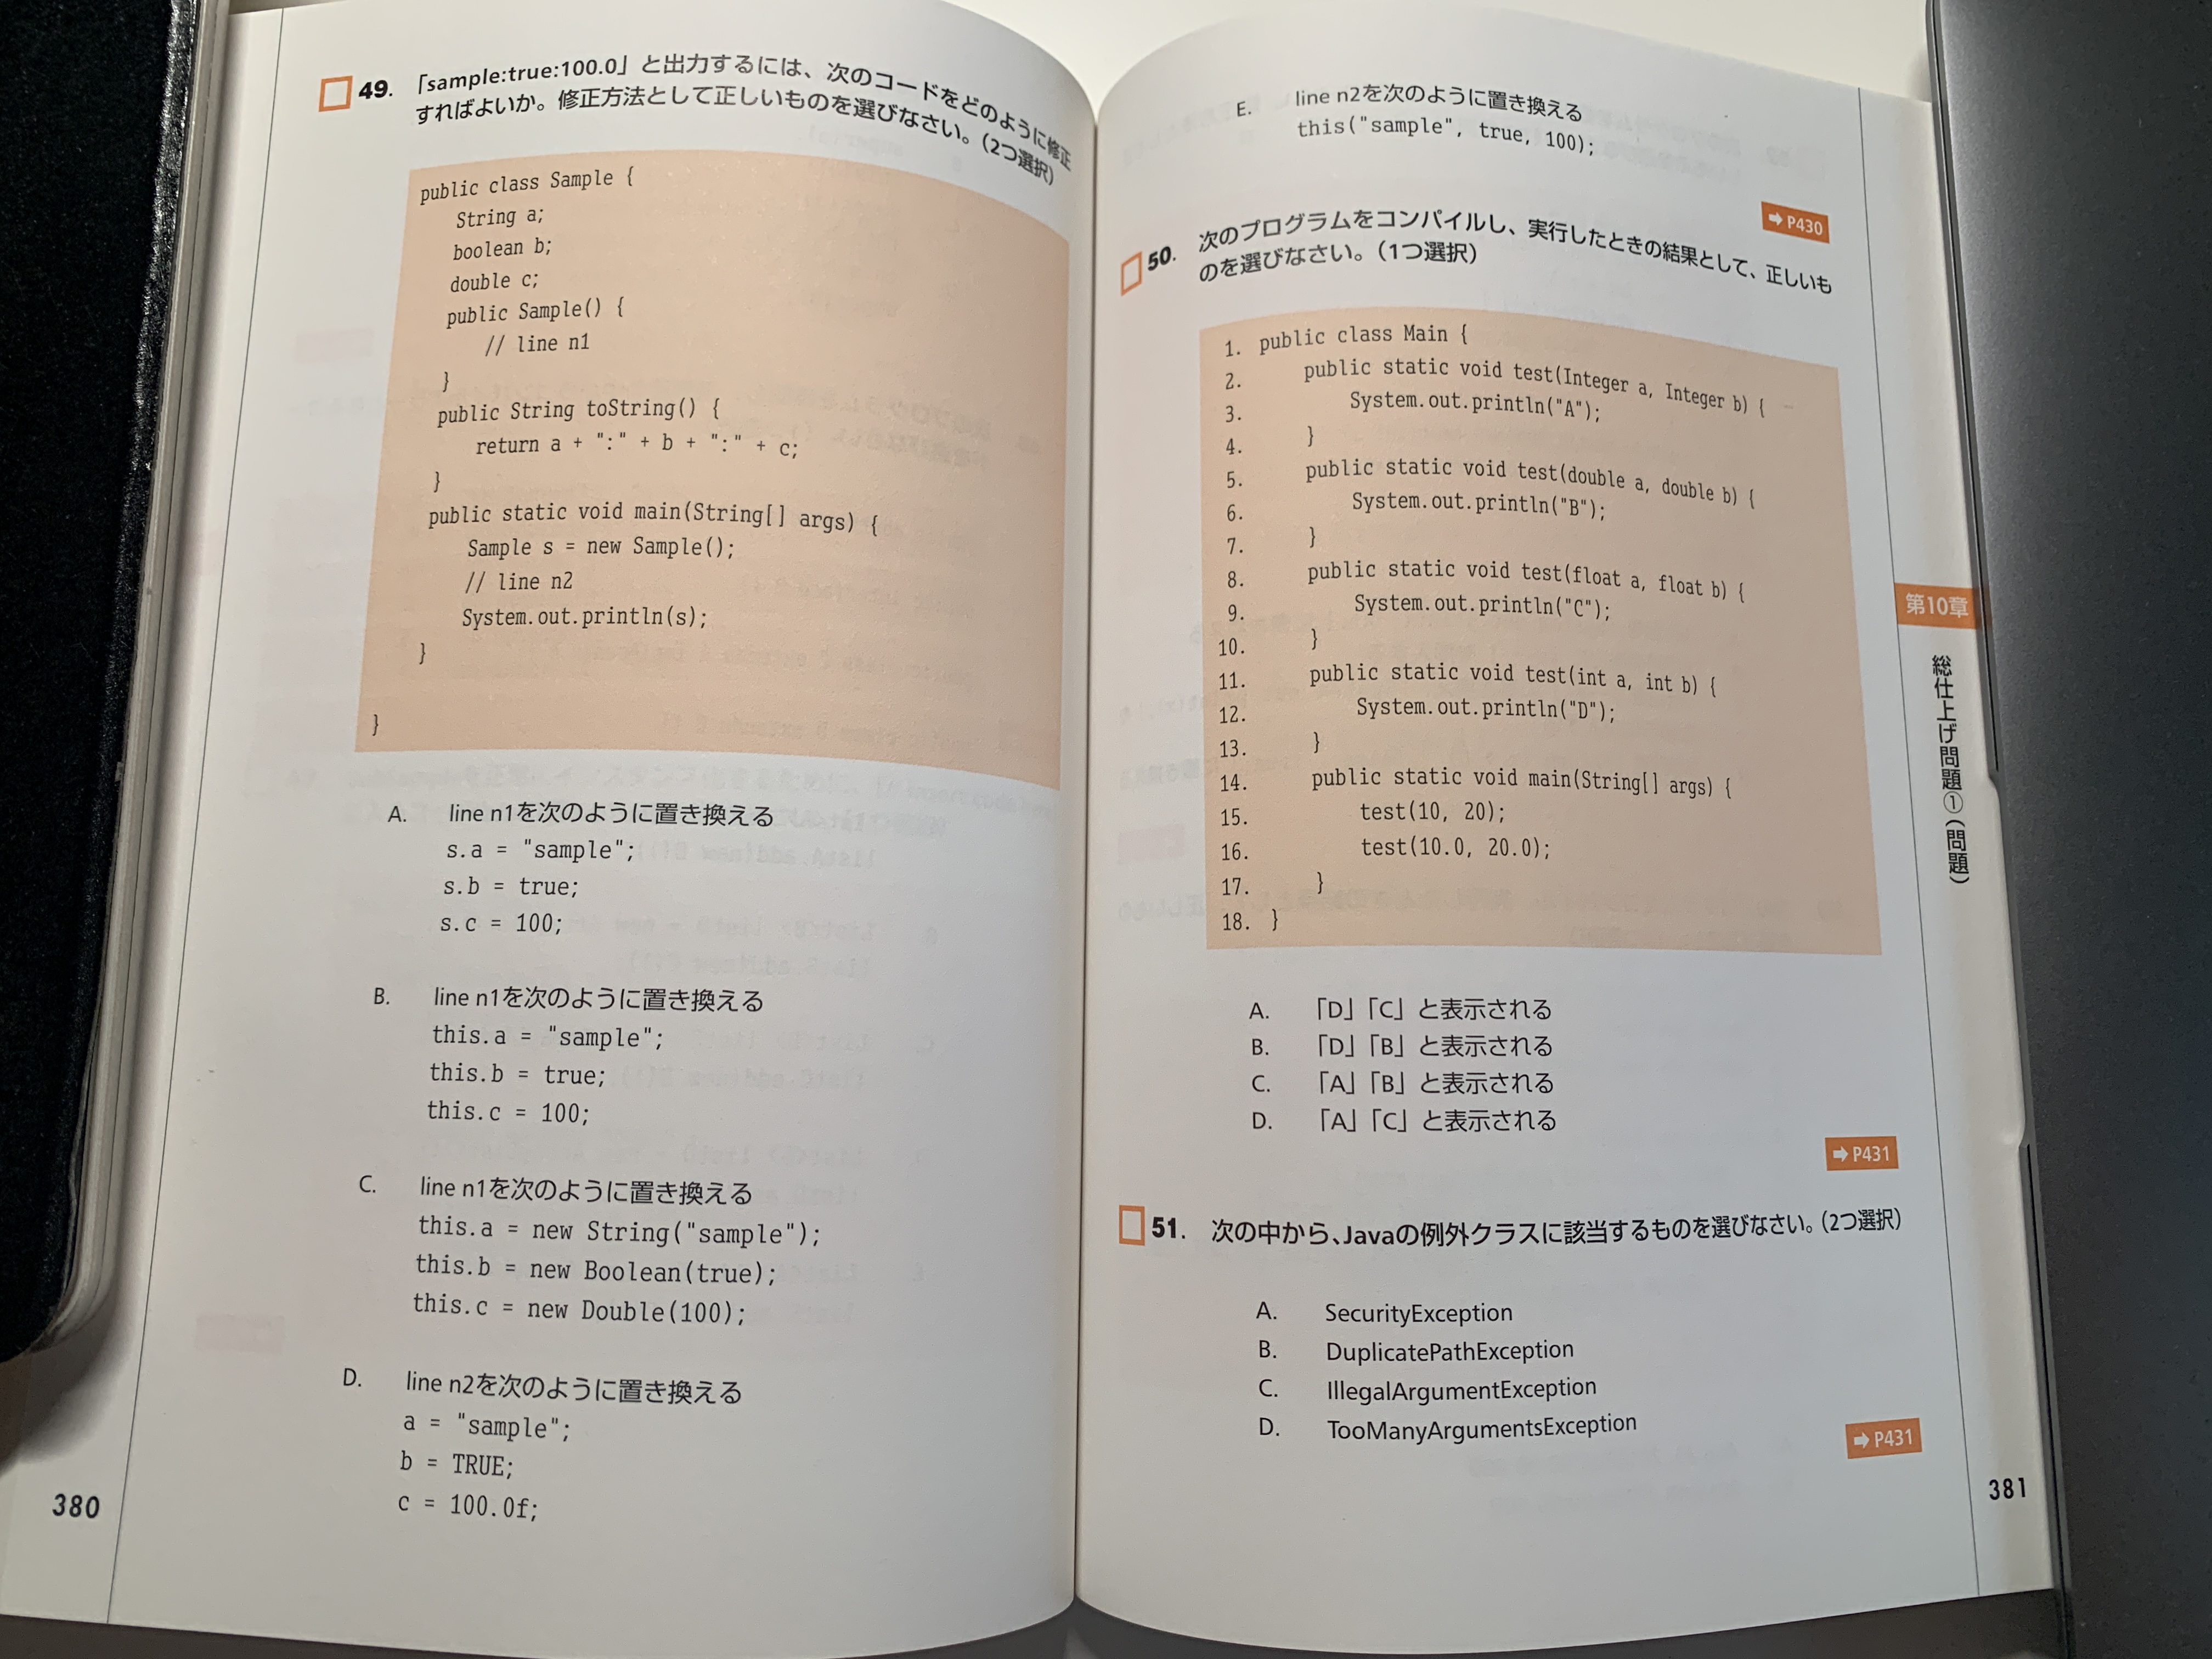 49. 「sample:true:100.0」と出力するには、次のコードをどのように修正
すればよいか。修正方法として正しいものを選びなさい。(2つ選択)
public class Sample {
String a;
boolean b;
double c;
public Sample() {
// line n1
}
public String toString() {
return a + ":" + b + ":" + c;
}
public static void main(String[] args) {
Sample s = new Sample();
// line n2
System.out.println(s);
}
}
A. line n1を次のように置き換える
s.a = "sample";
s.b = true;
s.c = 100;
B. line n1を次のように置き換える
this.a = "sample";
this.b = true;
this.c = 100;
C. line n1を次のように置き換える
this.a = new String("sample");
this.b = new Boolean(true);
this.c = new Double(100);
D. line n2を次のように置き換える
a = "sample";
b = TRUE;
c = 100.0f;
380
E. line n2を次のように置き換える
this("sample", true, 100);
➡ P430
50. 次のプログラムをコンパイルし、実行したときの結果として、正しいも
のを選びなさい。(1つ選択)
1. public class Main {
2. public static void test(Integer a, Integer b) {
3. System.out.println("A");
4. }
5. public static void test(double a, double b) {
6. System.out.println("B");
7. }
8. public static void test(float a, float b) {
9. System.out.println("C");
10. }
11. public static void test(int a, int b) {
12. System.out.println("D");
13. }
14. public static void main(String[] args) {
15. test(10, 20);
16. test(10.0, 20.0);
17. }
18. }
A. 「D」「C」と表示される
B. 「D」「B」と表示される
C. 「A」「B」と表示される
D. 「A」「C」と表示される
➡ P431
51. 次の中から、Javaの例外クラスに該当するものを選びなさい。(2つ選択)
A. SecurityException
B. DuplicatePathException
C. IllegalArgumentException
D. TooManyArgumentsException
➡ P431
第10章
総仕上げ問題①(問題)
381